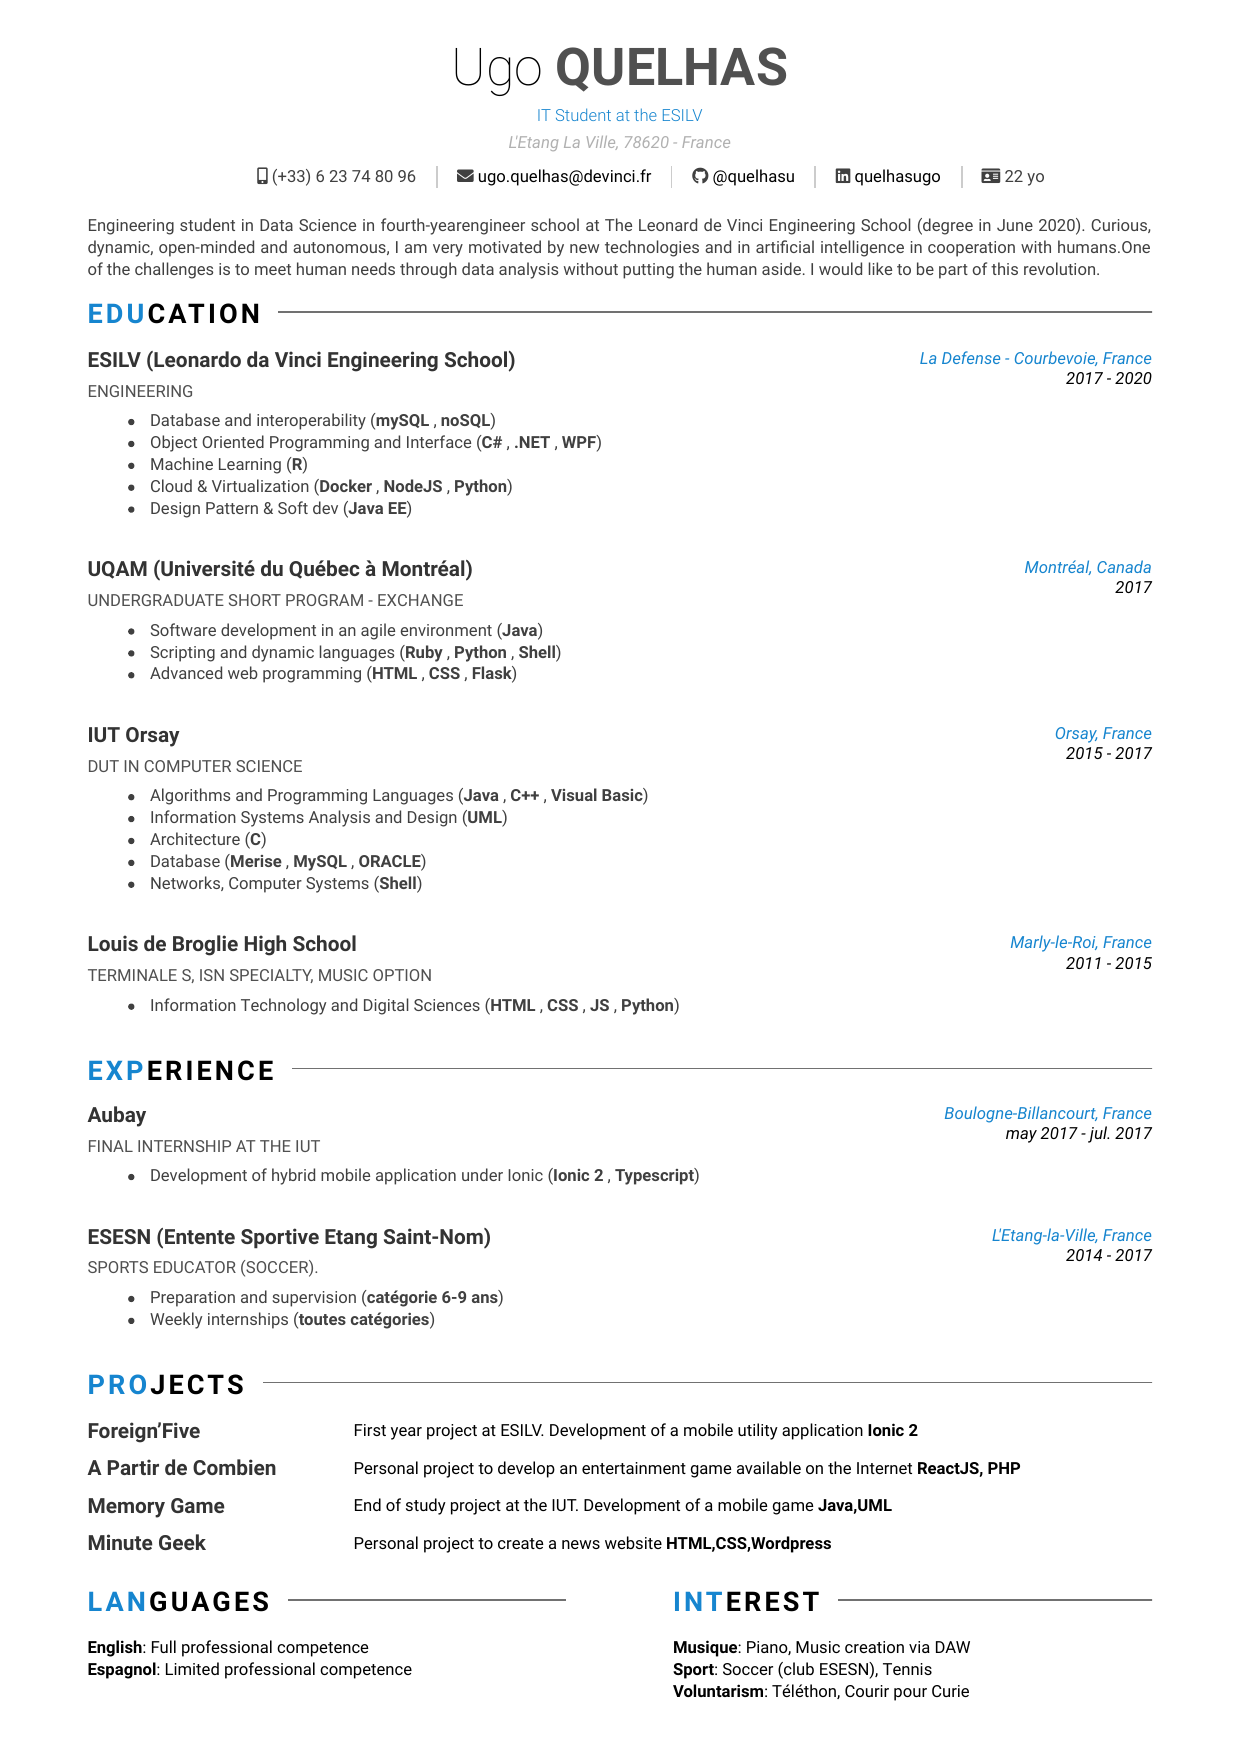 Ugo QUELHAS
IT Student at the ESILV
L'Etang La Ville, 78620 - France
(+33) 6 23 74 80 96 ugo.quelhas@devinci.fr @quelhasu quelhasugo 22 yo
Engineering student in Data Science in fourth-yearengineer school at The Leonard de Vinci Engineering School (degree in June 2020). Curious,
dynamic, open-minded and autonomous, I am very motivated by new technologies and in artificial intelligence in cooperation with humans.One
of the challenges is to meet human needs through data analysis without putting the human aside. I would like to be part of this revolution.
EDUCATION
ESILV (Leonardo da Vinci Engineering School) La Defense - Courbevoie, France
2017 - 2020
ENGINEERING
• Database and interoperability (mySQL , noSQL)
• Object Oriented Programming and Interface (C# , .NET , WPF)
• Machine Learning (R)
• Cloud & Virtualization (Docker , NodeJS , Python)
• Design Pattern & Soft dev (Java EE)
UQAM (Université du Québec à Montréal) Montréal, Canada
2017
UNDERGRADUATE SHORT PROGRAM - EXCHANGE
• Software development in an agile environment (Java)
• Scripting and dynamic languages (Ruby , Python , Shell)
• Advanced web programming (HTML , CSS , Flask)
IUT Orsay Orsay, France
2015 - 2017
DUT IN COMPUTER SCIENCE
• Algorithms and Programming Languages (Java , C++ , Visual Basic)
• Information Systems Analysis and Design (UML)
• Architecture (C)
• Database (Merise , MySQL , ORACLE)
• Networks, Computer Systems (Shell)
Louis de Broglie High School Marly-le-Roi, France
2011 - 2015
TERMINALE S, ISN SPECIALTY, MUSIC OPTION
• Information Technology and Digital Sciences (HTML , CSS , JS , Python)
EXPERIENCE
Aubay Boulogne-Billancourt, France
may 2017 - jul. 2017
FINAL INTERNSHIP AT THE IUT
• Development of hybrid mobile application under Ionic (Ionic 2 , Typescript)
ESESN (Entente Sportive Etang Saint-Nom) L'Etang-la-Ville, France
2014 - 2017
SPORTS EDUCATOR (SOCCER).
• Preparation and supervision (catégorie 6-9 ans)
• Weekly internships (toutes catégories)
PROJECTS
Foreign’Five First year project at ESILV. Development of a mobile utility application Ionic 2
A Partir de Combien Personal project to develop an entertainment game available on the Internet ReactJS, PHP
Memory Game End of study project at the IUT. Development of a mobile game Java,UML
Minute Geek Personal project to create a news website HTML,CSS,Wordpress
LANGUAGES
English: Full professional competence
Espagnol: Limited professional competence
INTEREST
Musique: Piano, Music creation via DAW
Sport: Soccer (club ESESN), Tennis
Voluntarism: Téléthon, Courir pour Curie